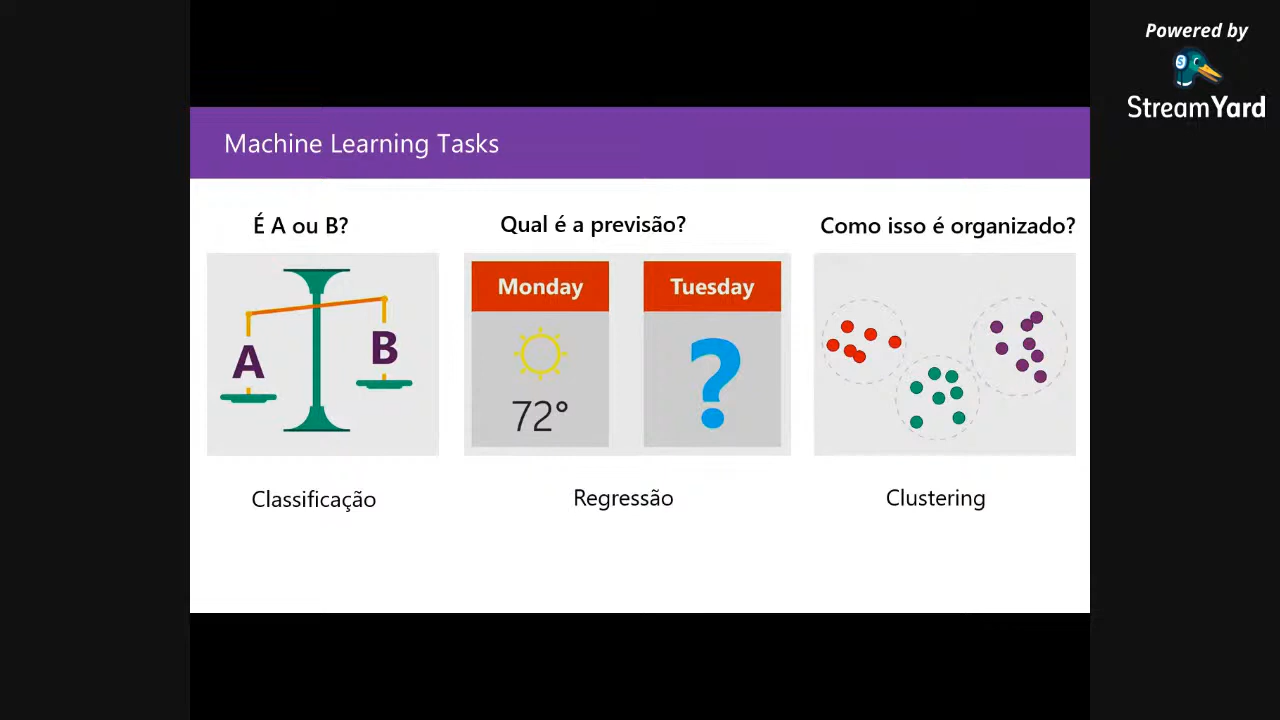 Powered by
StreamYard
Machine Learning Tasks
É A ou B?
Qual é a previsão?
Como isso é organizado?
A
B
Monday
Tuesday
72°
?
Classificação
Regressão
Clustering